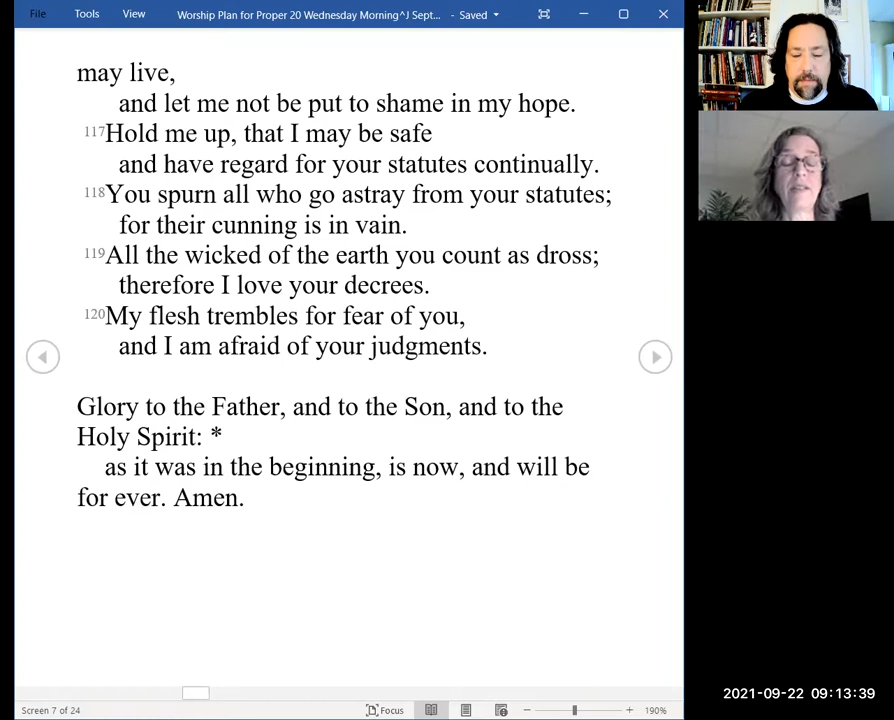 File Tools View Worship Plan for Proper 20 Wednesday Morning^J Sept... - Saved
may live,
and let me not be put to shame in my hope.
117Hold me up, that I may be safe
and have regard for your statutes continually.
118You spurn all who go astray from your statutes;
for their cunning is in vain.
119All the wicked of the earth you count as dross;
therefore I love your decrees.
120My flesh trembles for fear of you,
and I am afraid of your judgments.
Glory to the Father, and to the Son, and to the
Holy Spirit: *
as it was in the beginning, is now, and will be
for ever. Amen.
2021-09-22 09:13:39
Screen 7 of 24 Focus 190%